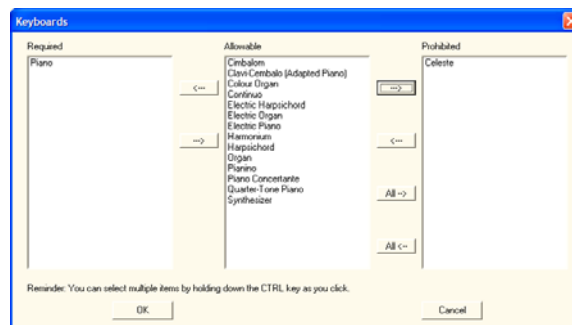 Keyboards
Required
Allowable
Prohibited
Piano
Cimbalom
Clavi-Cembalo (Adapted Piano)
Colour Organ
Continuo
Electric Harpsichord
Electric Organ
Electric Piano
Harmonium
Harpsichord
Organ
Pianino
Piano Concertante
Quarter-Tone Piano
Synthesizer
Celeste
<---
--->
--->
<---
All -->
All <--
Reminder: You can select multiple items by holding down the CTRL key as you click.
OK
Cancel